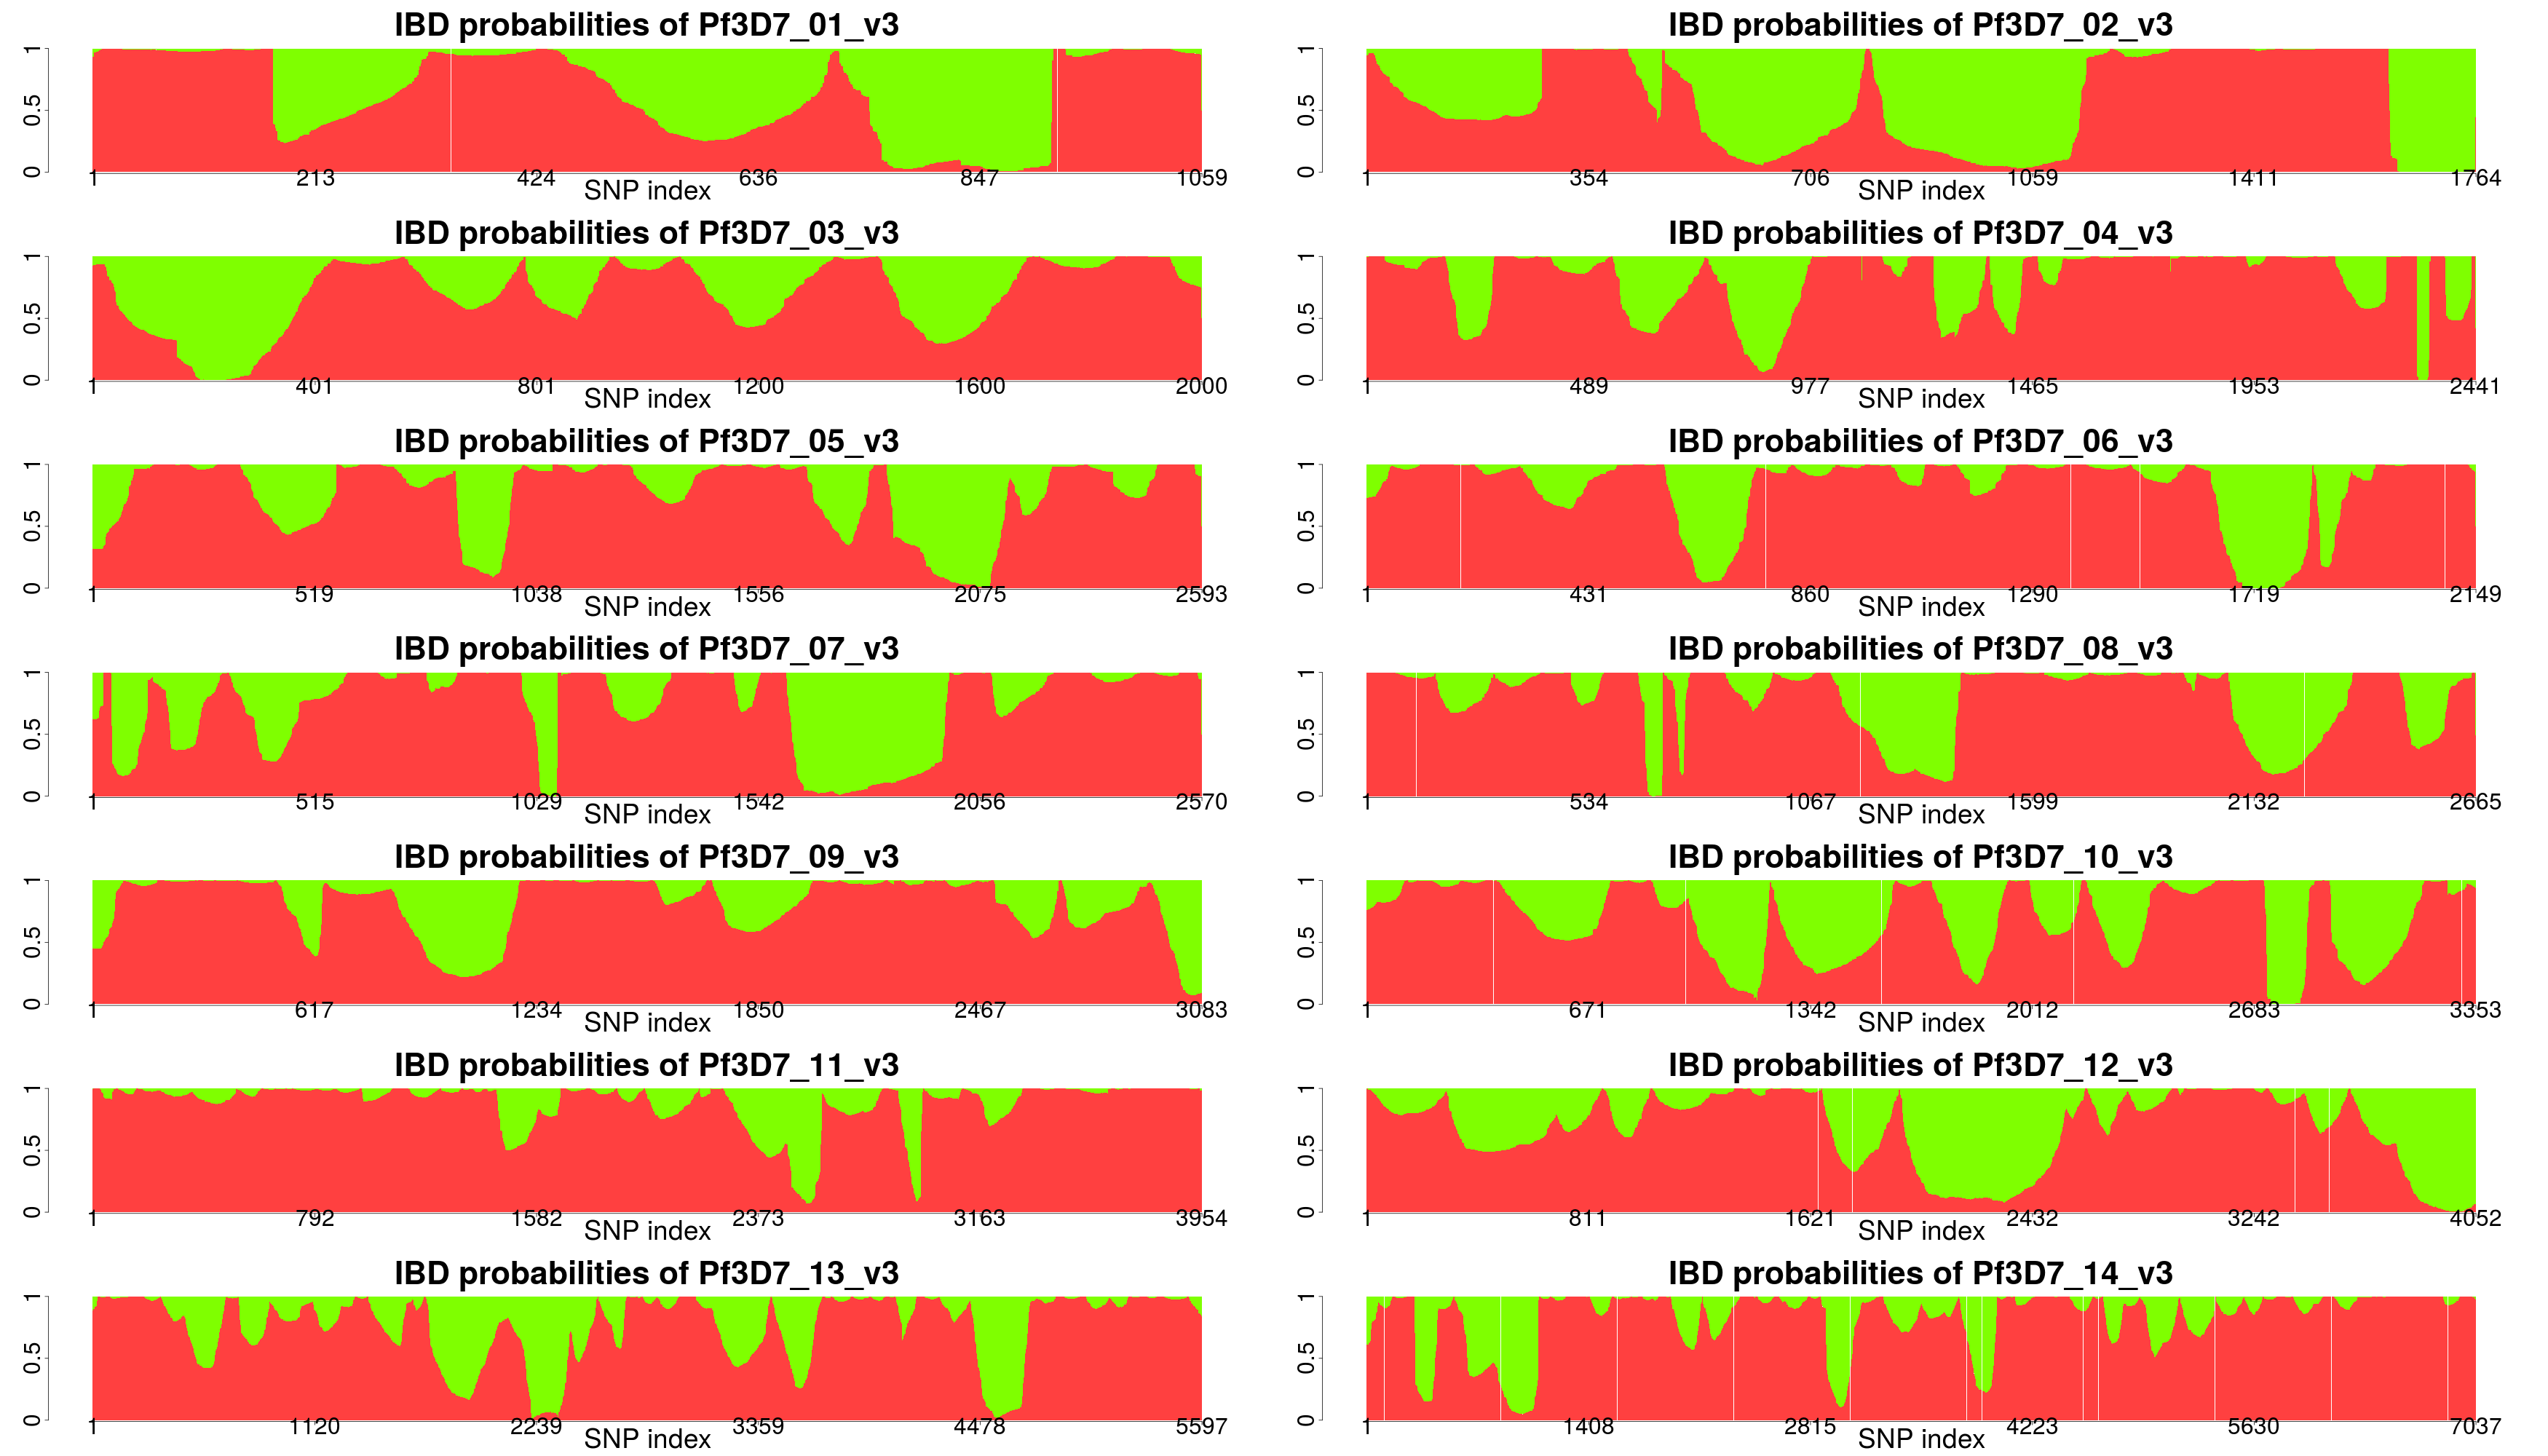 IBD probabilities of Pf3D7_01_v3
0 0.5 1
1 213 424 636 847 1059
SNP index
IBD probabilities of Pf3D7_02_v3
0 0.5 1
1 354 706 1059 1411 1764
SNP index
IBD probabilities of Pf3D7_03_v3
0 0.5 1
1 401 801 1200 1600 2000
SNP index
IBD probabilities of Pf3D7_04_v3
0 0.5 1
1 489 977 1465 1953 2441
SNP index
IBD probabilities of Pf3D7_05_v3
0 0.5 1
1 519 1038 1556 2075 2593
SNP index
IBD probabilities of Pf3D7_06_v3
0 0.5 1
1 431 860 1290 1719 2149
SNP index
IBD probabilities of Pf3D7_07_v3
0 0.5 1
1 515 1029 1542 2056 2570
SNP index
IBD probabilities of Pf3D7_08_v3
0 0.5 1
1 534 1067 1599 2132 2665
SNP index
IBD probabilities of Pf3D7_09_v3
0 0.5 1
1 617 1234 1850 2467 3083
SNP index
IBD probabilities of Pf3D7_10_v3
0 0.5 1
1 671 1342 2012 2683 3353
SNP index
IBD probabilities of Pf3D7_11_v3
0 0.5 1
1 792 1582 2373 3163 3954
SNP index
IBD probabilities of Pf3D7_12_v3
0 0.5 1
1 811 1621 2432 3242 4052
SNP index
IBD probabilities of Pf3D7_13_v3
0 0.5 1
1 1120 2239 3359 4478 5597
SNP index
IBD probabilities of Pf3D7_14_v3
0 0.5 1
1 1408 2815 4223 5630 7037
SNP index